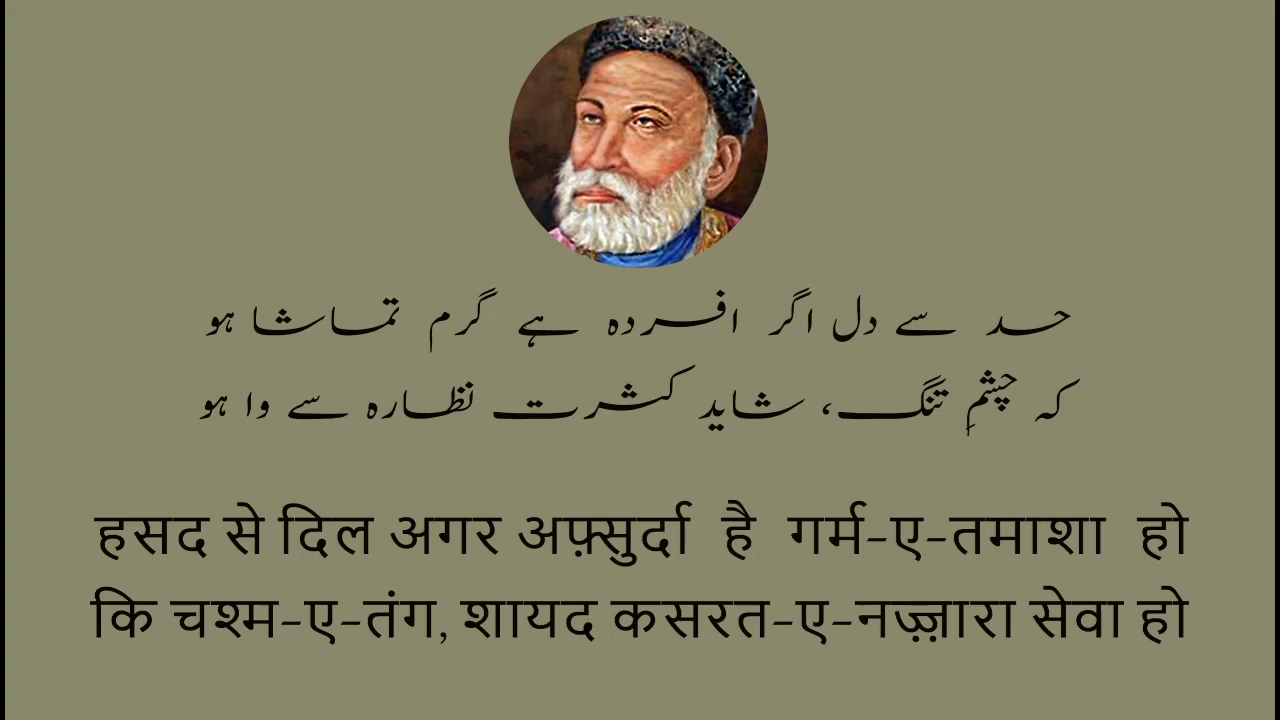 حسد سے دل اگر افسردہ ہے گرم تماشا ہو
کہ چشمِ تنگ، شاید کثرت نظارہ سے وا ہو
हसद से दिल अगर अफ़्सुर्दा है गर्म-ए-तमाशा हो
कि चश्म-ए-तंग, शायद कसरत-ए-नज़्ज़ारा सेवा हो